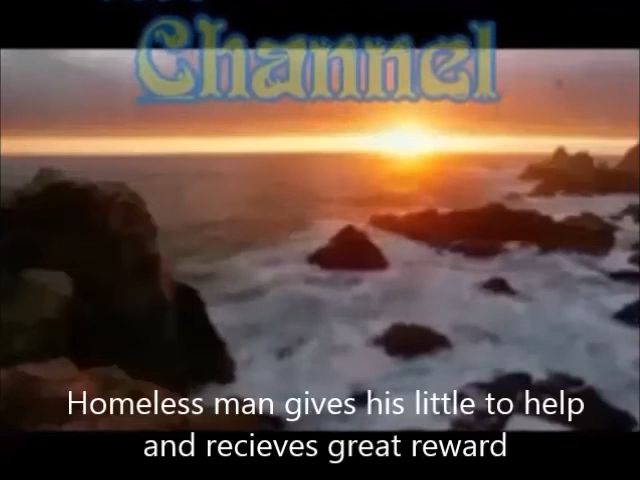 Channel
Homeless man gives his little to help
and recieves great reward